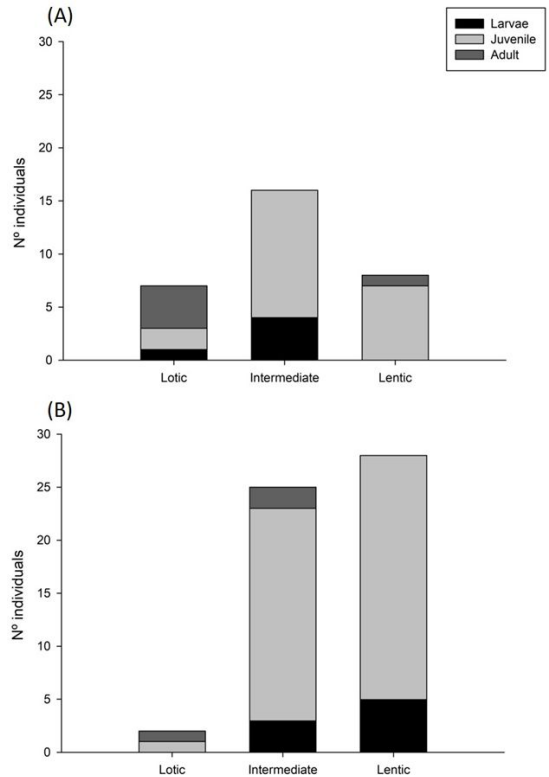 (A)
Larvae
Juvenile
Adult
30
25
20
15
10
5
0
Nº individuals
Lotic
Intermediate
Lentic
(B)
30
25
20
15
10
5
0
Nº individuals
Lotic
Intermediate
Lentic